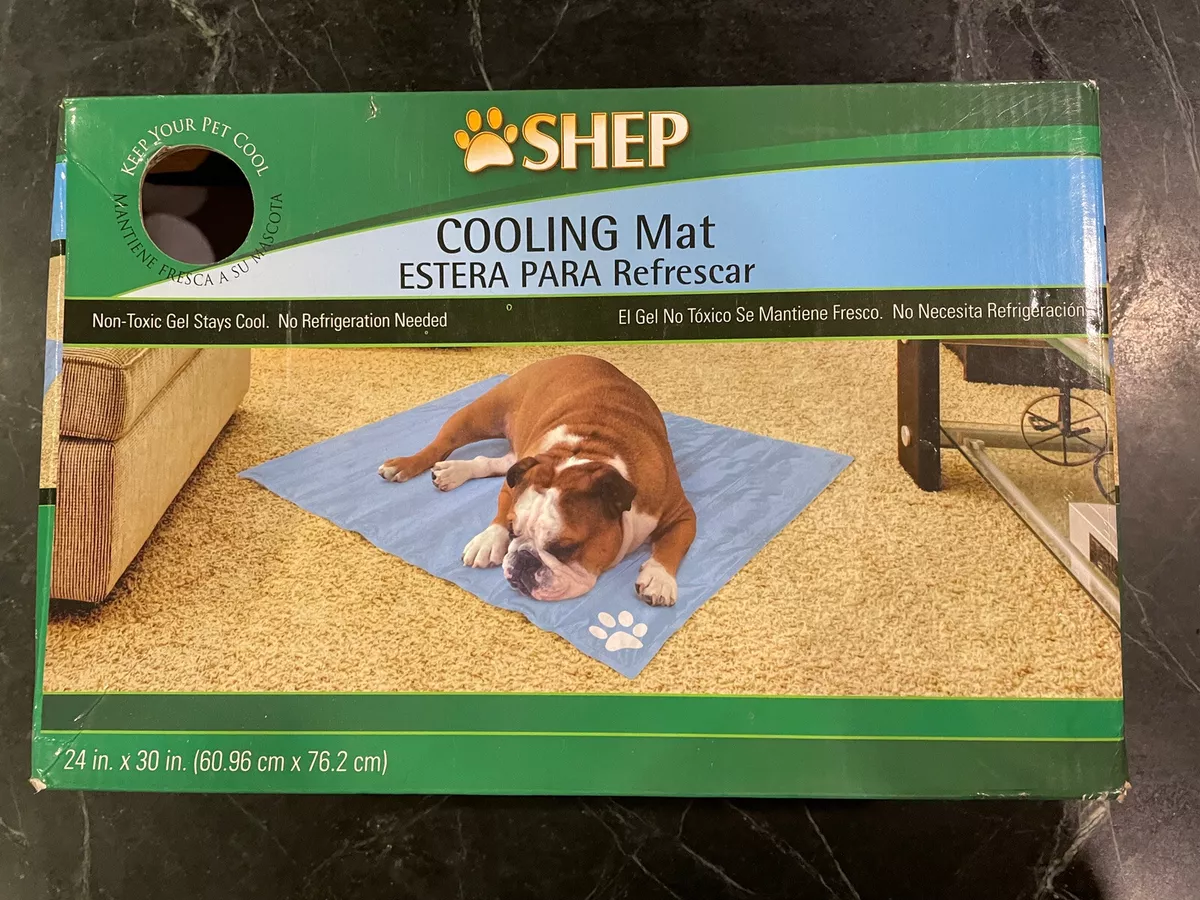 KEEP YOUR PET COOL
MANTIENE FRESCA A SU MASCOTA
SHEP
COOLING Mat
ESTERA PARA Refrescar
Non-Toxic Gel Stays Cool. No Refrigeration Needed
El Gel No Tóxico Se Mantiene Fresco. No Necesita Refrigeración
24 in. x 30 in. (60.96 cm x 76.2 cm)